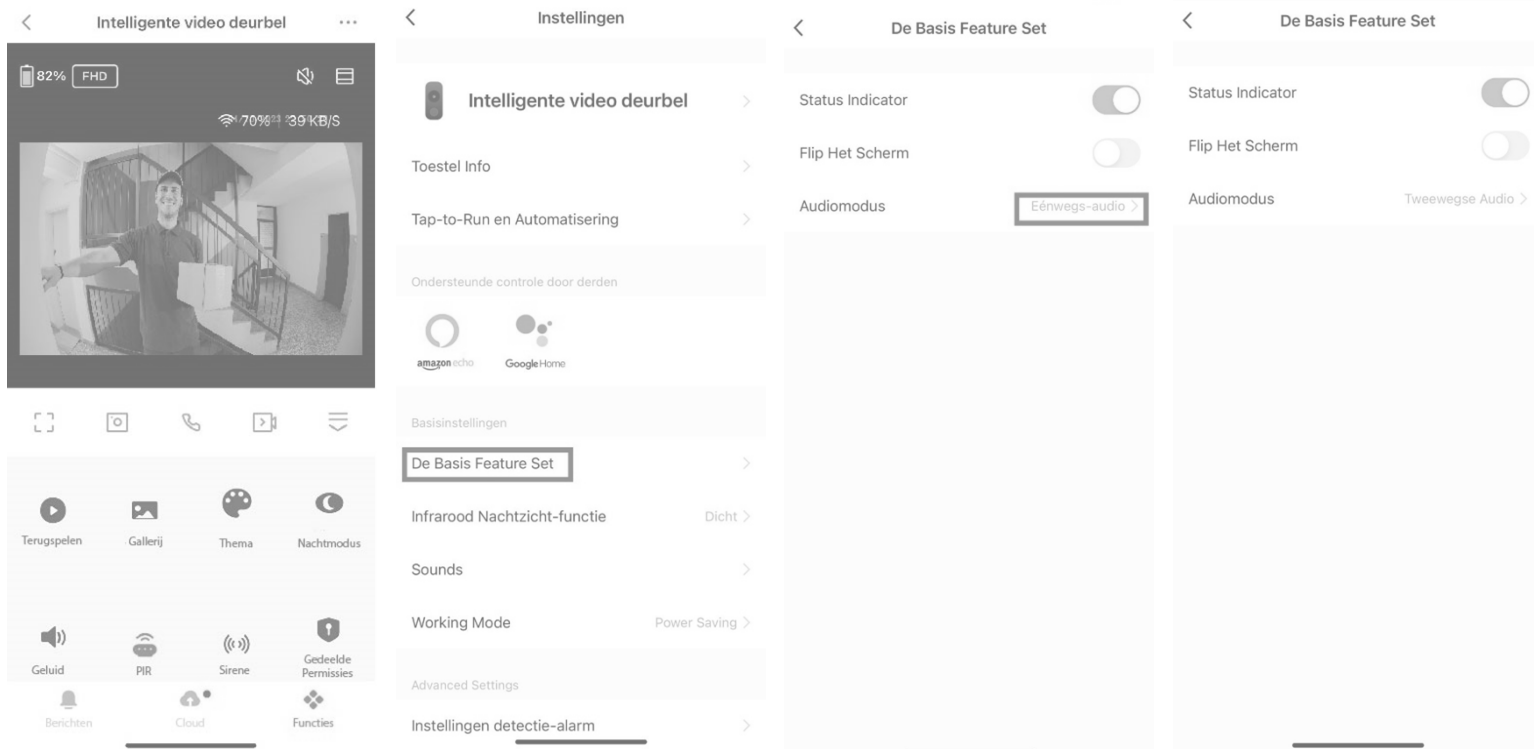 Intelligente video deurbel
82% FHD
70% 39 KB/S
Terugspelen
Gallerij
Thema
Nachtmodus
Geluid
PIR
Sirene
Gedeelde
Permissies
Berichten
Cloud
Functies
Instellingen
Intelligente video deurbel
Toestel Info
Tap-to-Run en Automatisering
Ondersteunde controle door derden
amazon echo
Google Home
Basisinstellingen
De Basis Feature Set
Infrarood Nachtzicht-functie Dicht
Sounds
Working Mode Power Saving
Advanced Settings
Instellingen detectie-alarm
De Basis Feature Set
Status Indicator
Flip Het Scherm
Audiomodus Eénwegs-audio
De Basis Feature Set
Status Indicator
Flip Het Scherm
Audiomodus Tweewegse Audio